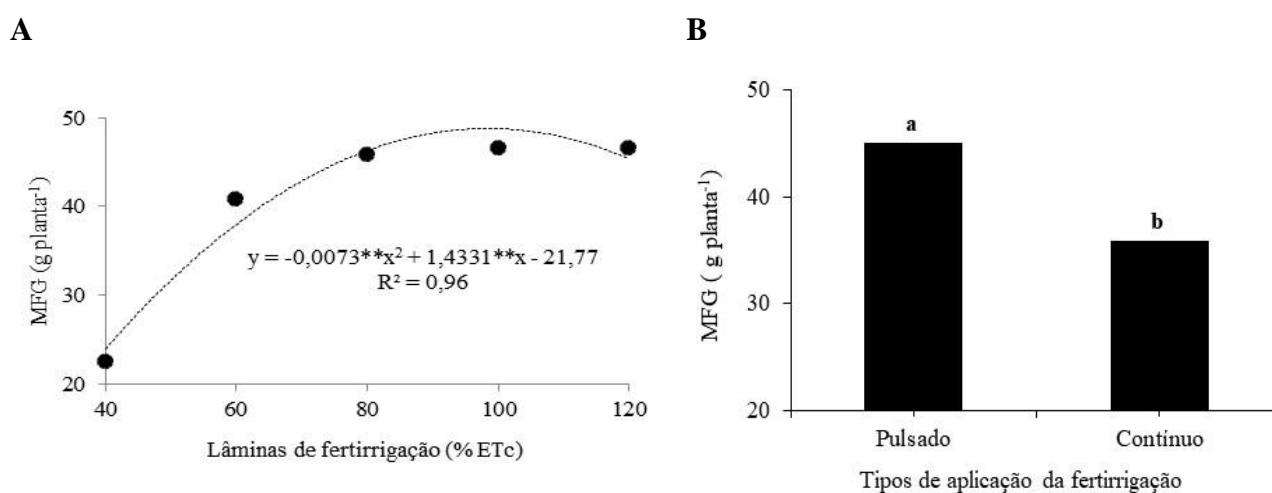 A
MFG (g planta⁻¹)
50
40
30
20
y = -0,0073**x² + 1,4331**x - 21,77
R² = 0,96
40 60 80 100 120
Lâminas de fertirrigação (% ETc)
B
MFG ( g planta⁻¹)
50
40
30
20
a
b
Pulsado Contínuo
Tipos de aplicação da fertirrigação